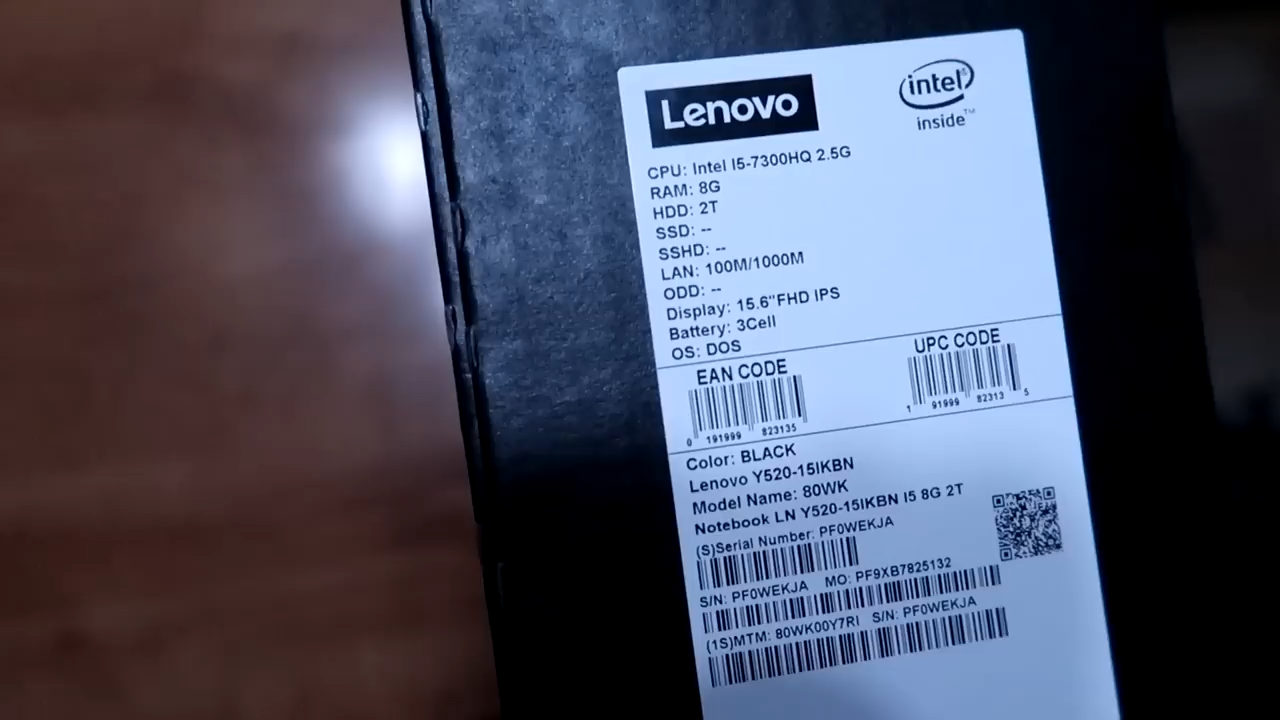 Lenovo
intel®
inside™
CPU: Intel I5-7300HQ 2.5G
RAM: 8G
HDD: 2T
SSD: --
SSHD: --
LAN: 100M/1000M
ODD: --
Display: 15.6"FHD IPS
Battery: 3Cell
OS: DOS
EAN CODE
0 191999 823135
UPC CODE
1 91999 82313 5
Color: BLACK
Lenovo Y520-15IKBN
Model Name: 80WK
Notebook LN Y520-15IKBN I5 8G 2T
(S)Serial Number: PF0WEKJA
S/N: PF0WEKJA MO: PF9XB7825132
(1S)MTM: 80WK00Y7RI S/N: PF0WEKJA